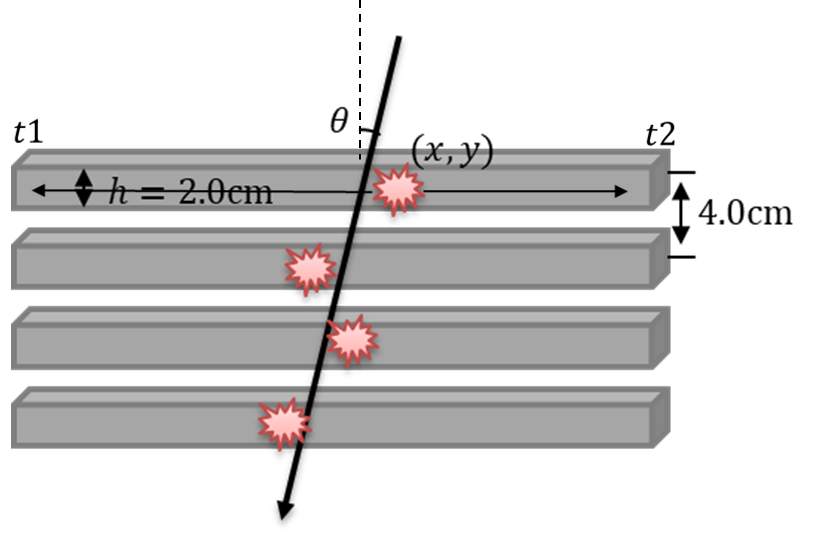 θ
t1
(x, y)
t2
h = 2.0cm
4.0cm